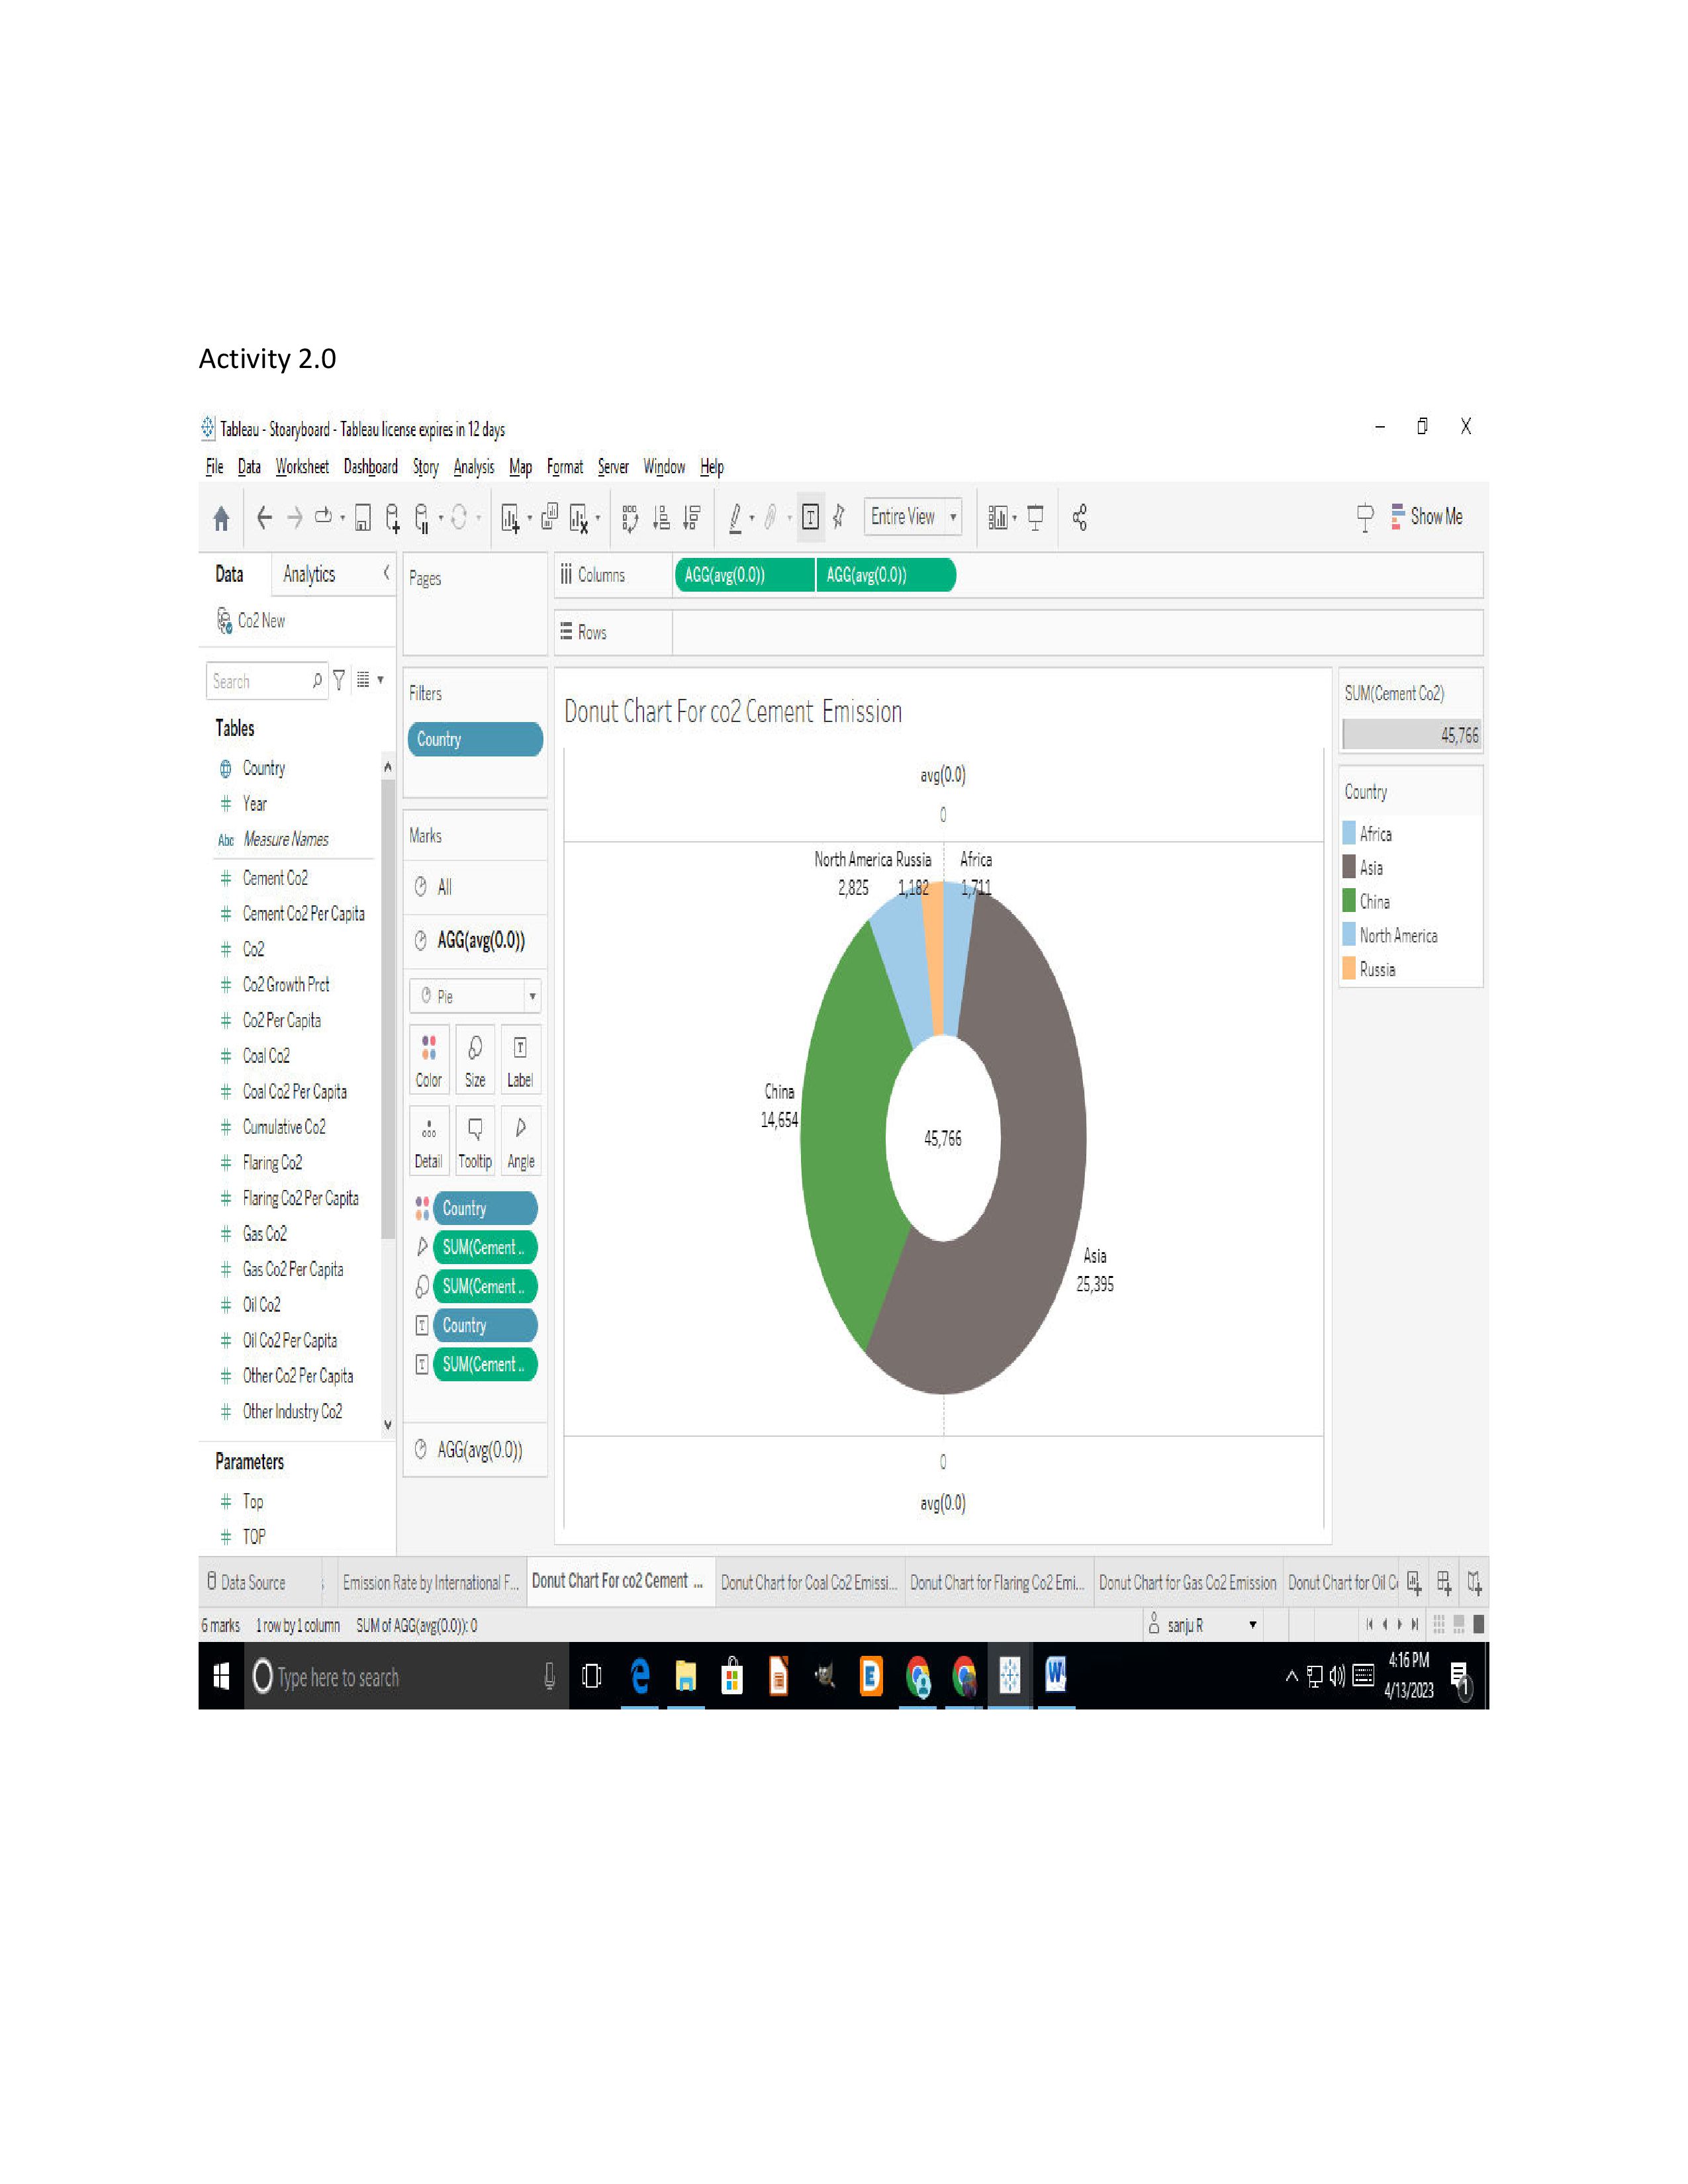 Activity 2.0
Tableau - Stoaryboard - Tableau license expires in 12 days
File Data Worksheet Dashboard Story Analysis Map Format Server Window Help
Entire View
Show Me
Data Analytics
Pages
Columns AGG(avg(0.0)) AGG(avg(0.0))
Co2 New
Rows
Search
Filters
Country
Tables
Country
# Year
Abc Measure Names
# Cement Co2
# Cement Co2 Per Capita
# Co2
# Co2 Growth Prct
# Co2 Per Capita
# Coal Co2
# Coal Co2 Per Capita
# Cumulative Co2
# Flaring Co2
# Flaring Co2 Per Capita
# Gas Co2
# Gas Co2 Per Capita
# Oil Co2
# Oil Co2 Per Capita
# Other Co2 Per Capita
# Other Industry Co2
Parameters
# Top
# TOP
Marks
All
AGG(avg(0.0))
Pie
Color Size Label
Detail Tooltip Angle
Country
SUM(Cement ..
SUM(Cement ..
Country
SUM(Cement ..
AGG(avg(0.0))
Donut Chart For co2 Cement Emission
avg(0.0)
0
North America Russia Africa
2,825 1,182 1,711
China
14,654
45,766
Asia
25,395
0
avg(0.0)
SUM(Cement Co2)
45,766
Country
Africa
Asia
China
North America
Russia
Data Source Emission Rate by International F... Donut Chart For co2 Cement ... Donut Chart for Coal Co2 Emissi... Donut Chart for Flaring Co2 Emi... Donut Chart for Gas Co2 Emission Donut Chart for Oil C
6 marks 1 row by 1 column SUM of AGG(avg(0.0)): 0
sanju R
Type here to search
4:16 PM
4/13/2023
1